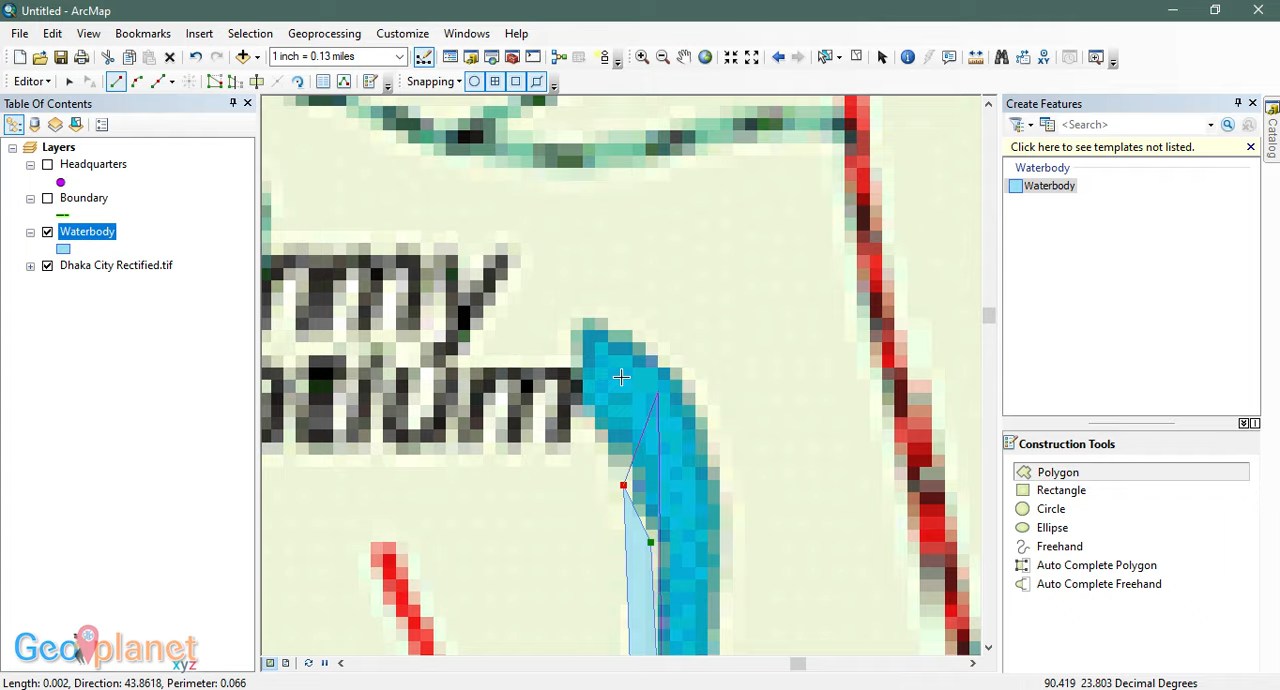 Untitled - ArcMap
File Edit View Bookmarks Insert Selection Geoprocessing Customize Windows Help
1 inch = 0.13 miles
Editor Snapping
Table Of Contents
Create Features
Layers
Headquarters
Boundary
Waterbody
Dhaka City Rectified.tif
<Search>
Click here to see templates not listed.
Waterbody
Waterbody
Catalog
Construction Tools
Polygon
Rectangle
Circle
Ellipse
Freehand
Auto Complete Polygon
Auto Complete Freehand
Geoplanet
xyz
Length: 0.002, Direction: 43.8618, Perimeter: 0.066
90.419 23.803 Decimal Degrees